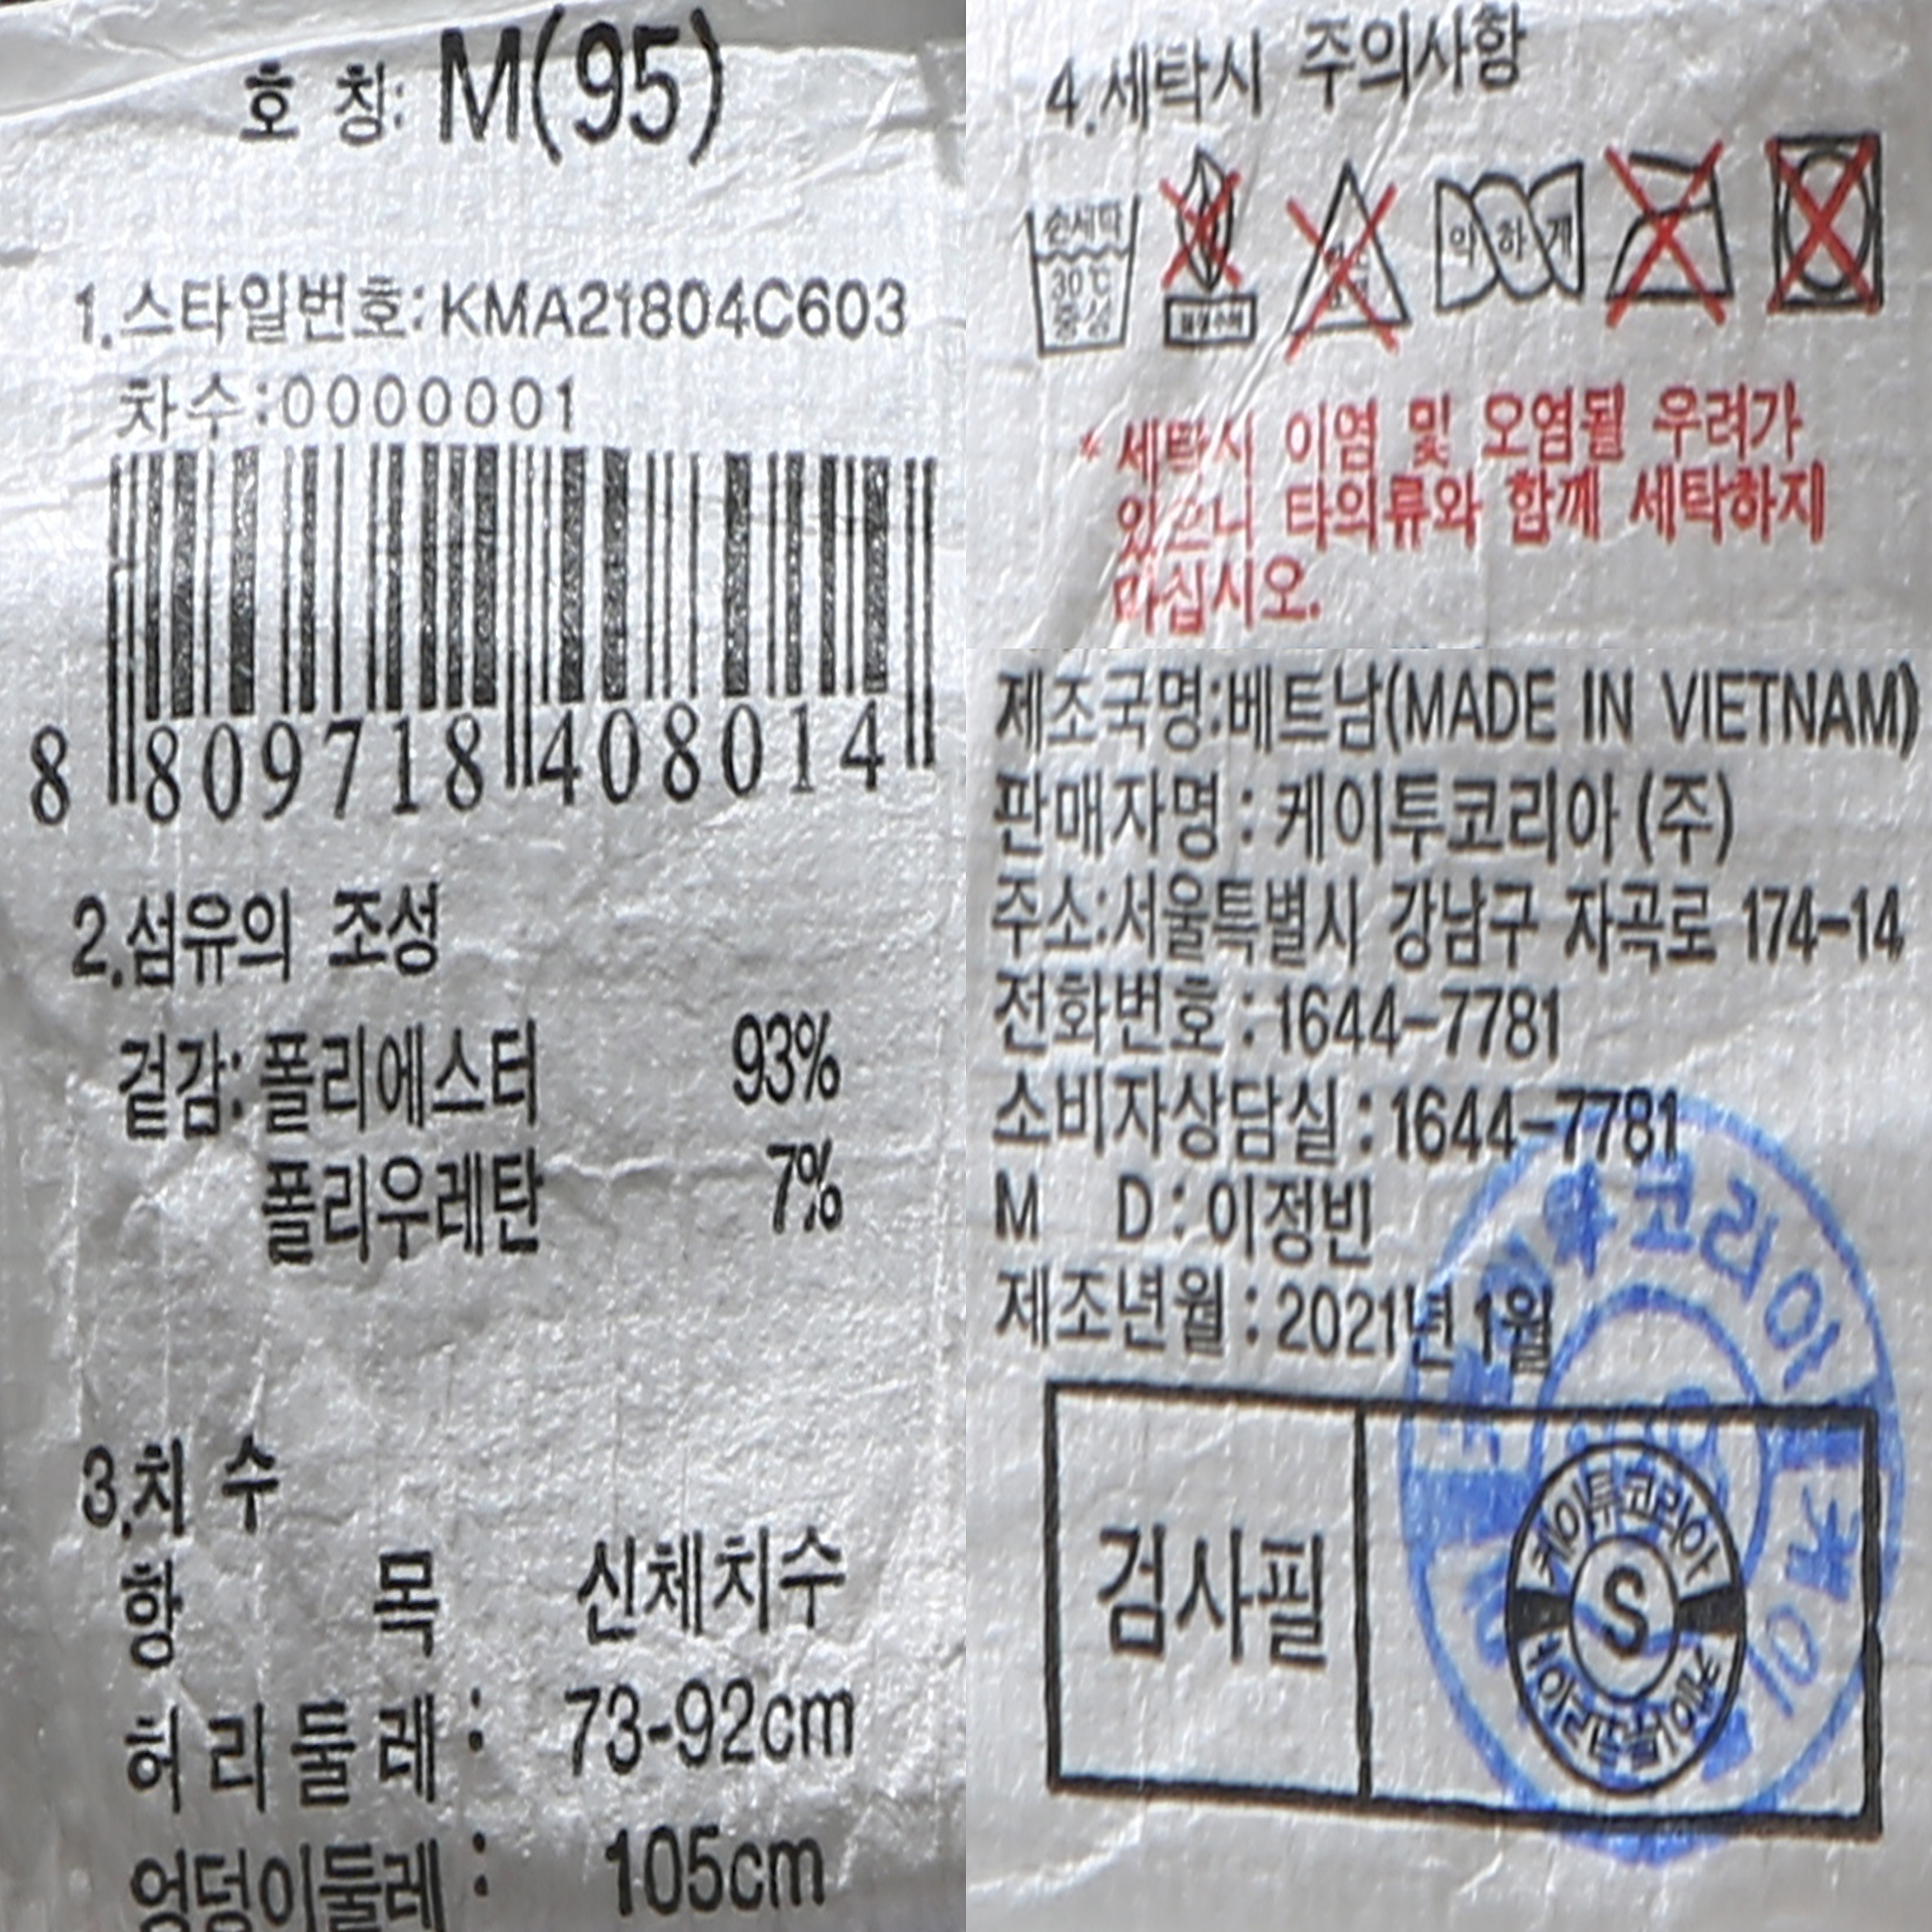 호 칭: M(95)
1.스타일번호:KMA21804C603
차수:0000001
8 809718 408014
2.섬유의 조성
겉감: 폴리에스터 93%
폴리우레탄 7%
3.치 수
항 목 신체치수
허리둘레: 73-92cm
엉덩이둘레: 105cm
4.세탁시 주의사항
손세탁
30℃
중성
약하게
* 세탁시 이염 및 오염될 우려가
있으니 타의류와 함께 세탁하지
마십시오.
제조국명:베트남(MADE IN VIETNAM)
판매자명 : 케이투코리아 (주)
주소:서울특별시 강남구 자곡로 174-14
전화번호 : 1644-7781
소비자상담실 : 1644-7781
M D : 이정빈
제조년월 : 2021년 1월
검사필
케이투코리아
S
케이투코리아